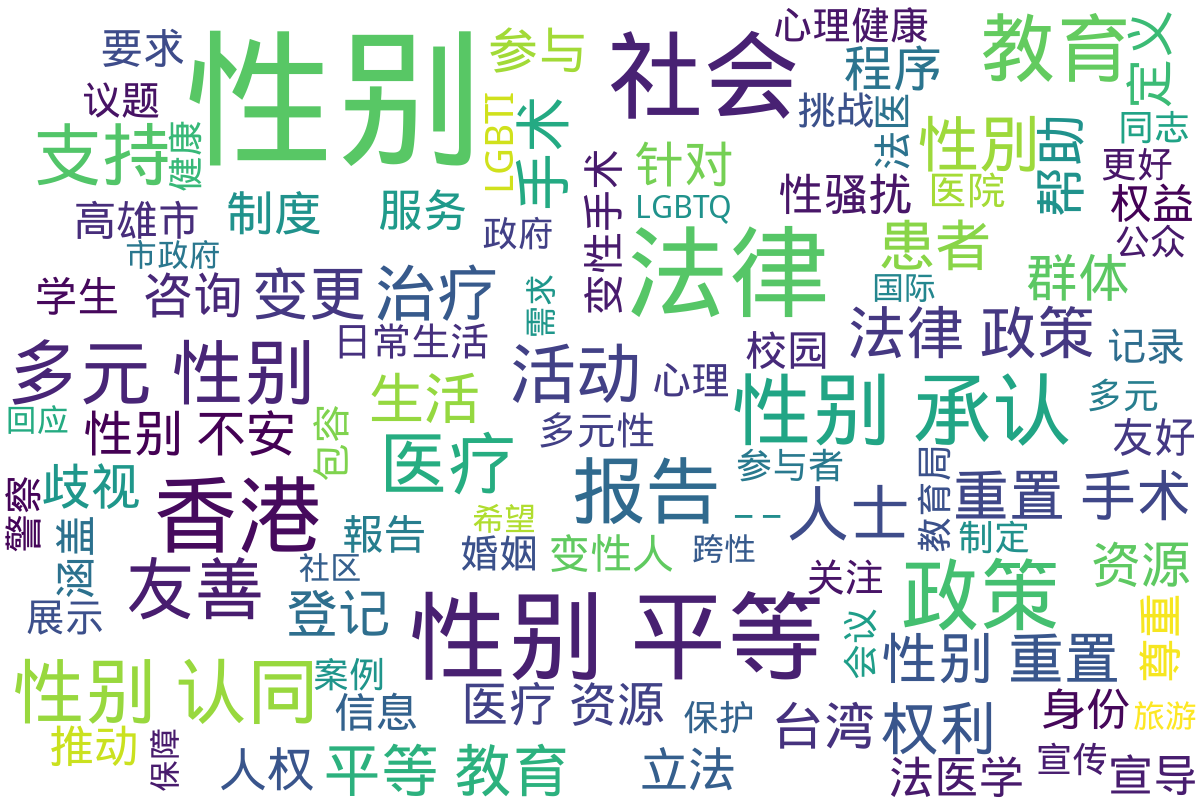 心理健康
性别
社会
教育
定义
要求
参与
程序
议题
LGBTI
手术
挑战
法医
同志
支持
健康
针对
性別
帮助
更好
变性手术
性骚扰
医院
权益
高雄市
制度
服务
LGBTQ
政府
患者
公众
市政府
法律
学生
咨询
变更
治疗
需求
国际
群体
日常生活
多元 性别
活动
心理
校园
法律 政策
记录
回应
性别 不安
包容
生活
多元性
性别 承认
多元
友好
歧视
医疗
参与者
教育局
警察
香港
报告
--人士
重置 手术
涵盖
報告
希望
婚姻
变性人
跨性
制定
资源
社区
友善
关注
政策
展示
登记
性别 平等
会议
尊重
性别 认同
案例
信息
医疗 资源
保护
性别 重置
身份
旅游
推动
保障
台湾
权利
人权
平等 教育
立法
法医学
宣传
宣导